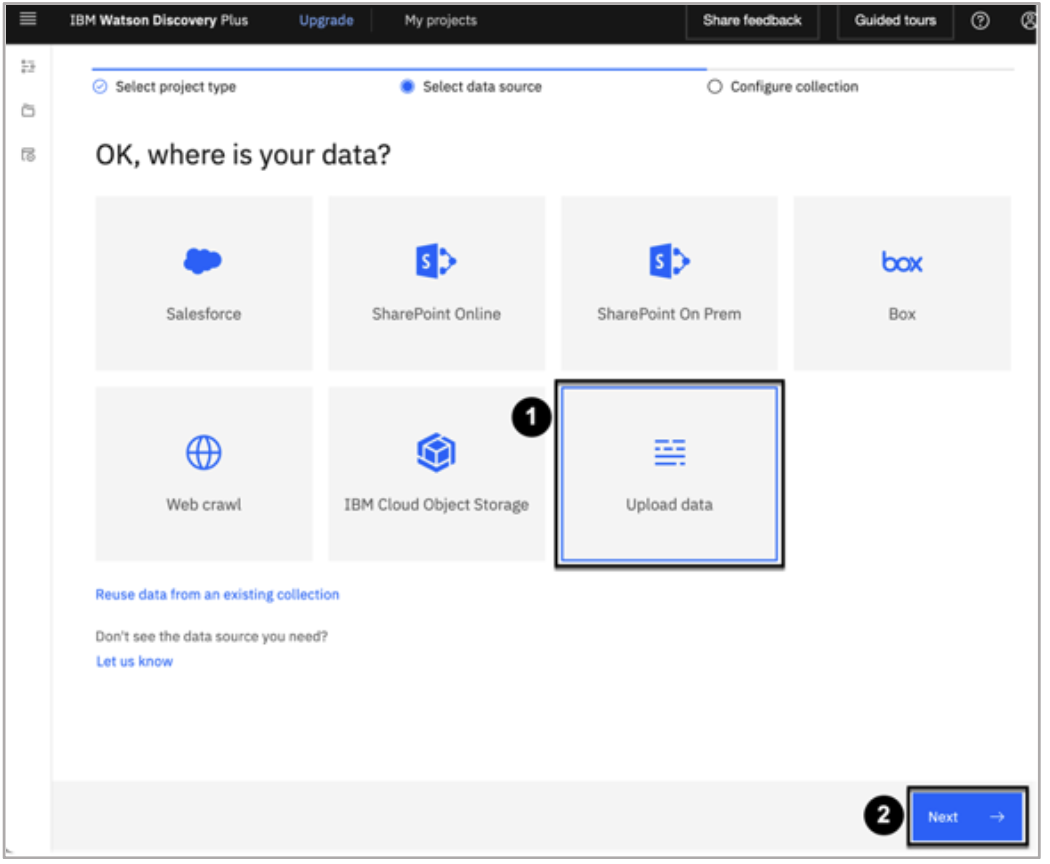 IBM Watson Discovery Plus Upgrade My projects Share feedback Guided tours
Select project type Select data source Configure collection
OK, where is your data?
Salesforce SharePoint Online SharePoint On Prem box Box
1
Web crawl IBM Cloud Object Storage Upload data
Reuse data from an existing collection
Don't see the data source you need?
Let us know
2 Next